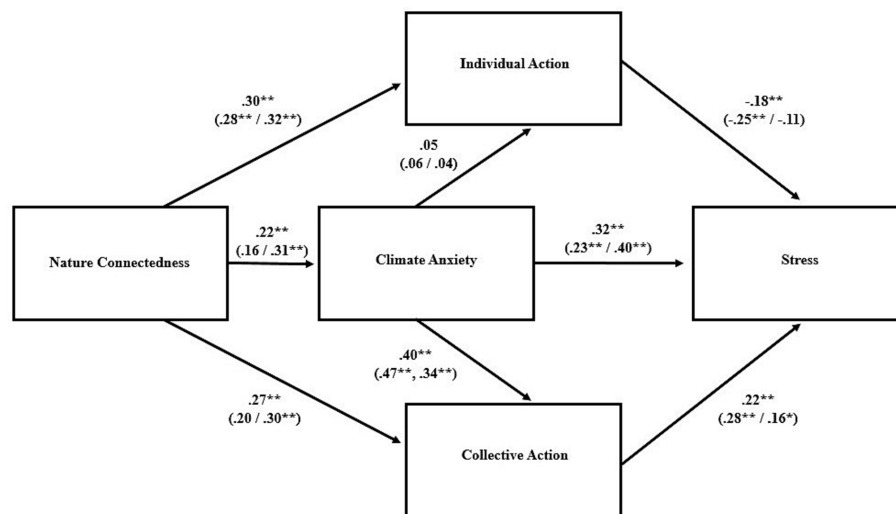 Individual Action
.30**
(.28** / .32**)
-.18**
(-.25** / -.11)
.05
(.06 / .04)
Nature Connectedness
.22**
(.16 / .31**)
Climate Anxiety
.32**
(.23** / .40**)
Stress
.40**
(.47**, .34**)
.27**
(.20 / .30**)
.22**
(.28** / .16*)
Collective Action